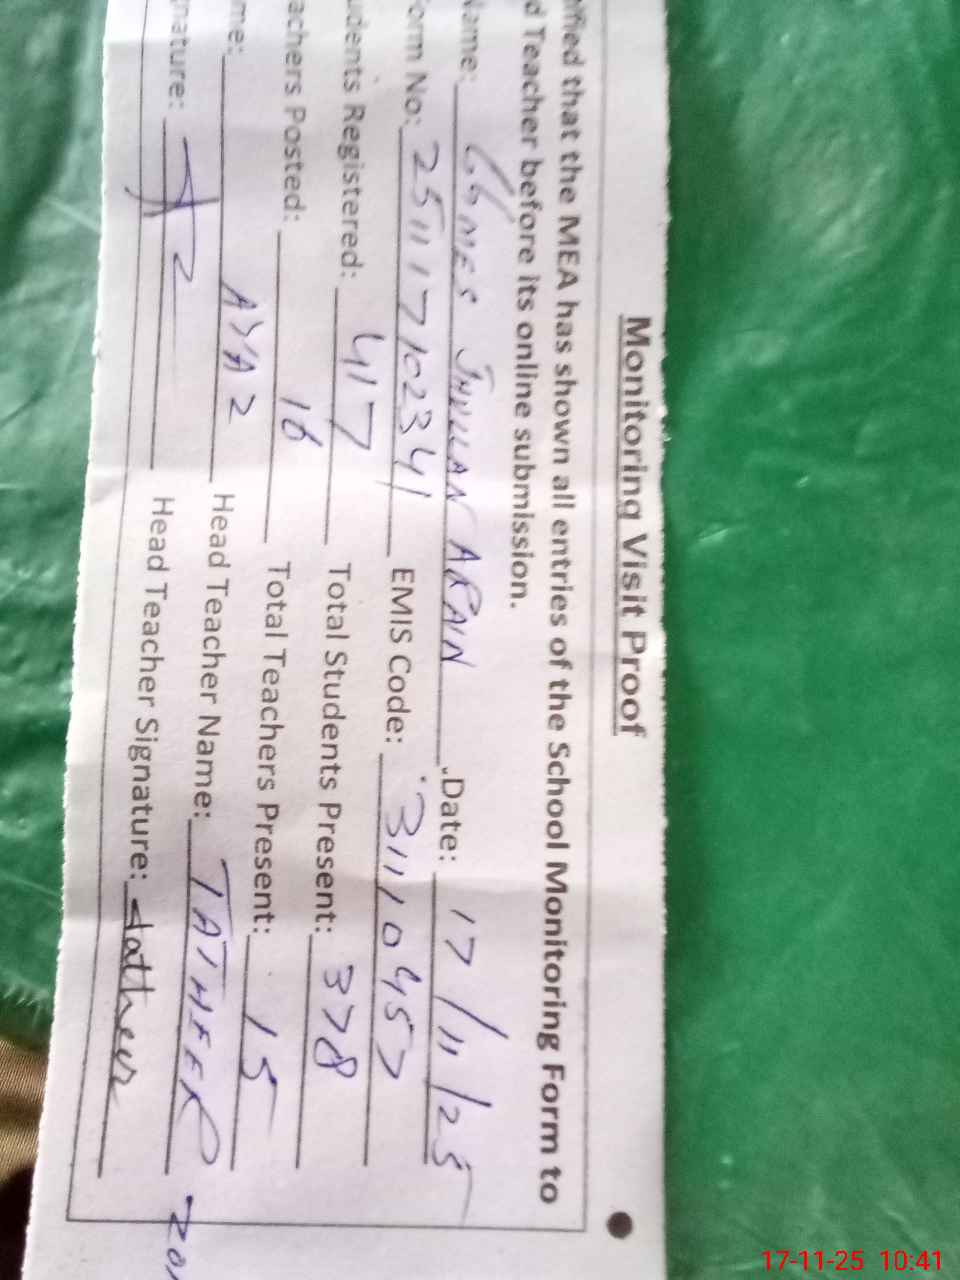 Monitoring Visit Proof
tified that the MEA has shown all entries of the School Monitoring Form to
d Teacher before its online submission.
Name: GGMES JHULLAN ARAIN Date: 17/11/25
orm No: 251117102341 EMIS Code: 31110457
udents Registered: 417 Total Students Present: 378
achers Posted: 16 Total Teachers Present: 15
me: AYAZ Head Teacher Name: TATHEER
nature: Head Teacher Signature: tatheer
17-11-25 10:41